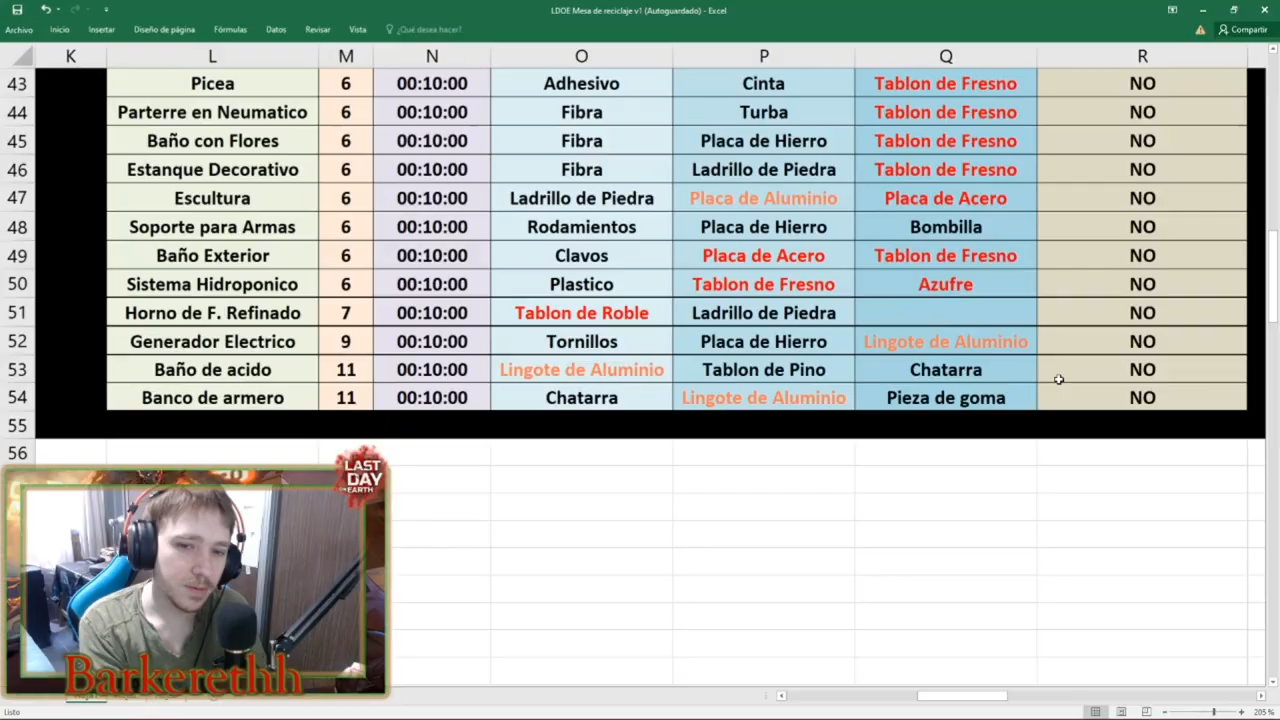 LDOE Mesa de reciclaje v1 (Autoguardado) - Excel
Archivo Inicio Insertar Diseño de página Fórmulas Datos Revisar Vista ¿Qué desea hacer? Compartir
K L M N O P Q R
43 Picea 6 00:10:00 Adhesivo Cinta Tablon de Fresno NO
44 Parterre en Neumatico 6 00:10:00 Fibra Turba Tablon de Fresno NO
45 Baño con Flores 6 00:10:00 Fibra Placa de Hierro Tablon de Fresno NO
46 Estanque Decorativo 6 00:10:00 Fibra Ladrillo de Piedra Tablon de Fresno NO
47 Escultura 6 00:10:00 Ladrillo de Piedra Placa de Aluminio Placa de Acero NO
48 Soporte para Armas 6 00:10:00 Rodamientos Placa de Hierro Bombilla NO
49 Baño Exterior 6 00:10:00 Clavos Placa de Acero Tablon de Fresno NO
50 Sistema Hidroponico 6 00:10:00 Plastico Tablon de Fresno Azufre NO
51 Horno de F. Refinado 7 00:10:00 Tablon de Roble Ladrillo de Piedra NO
52 Generador Electrico 9 00:10:00 Tornillos Placa de Hierro Lingote de Aluminio NO
53 Baño de acido 11 00:10:00 Lingote de Aluminio Tablon de Pino Chatarra NO
54 Banco de armero 11 00:10:00 Chatarra Lingote de Aluminio Pieza de goma NO
55
56
LAST
DAY
ON EARTH
Barkerethh
Listo
205 %